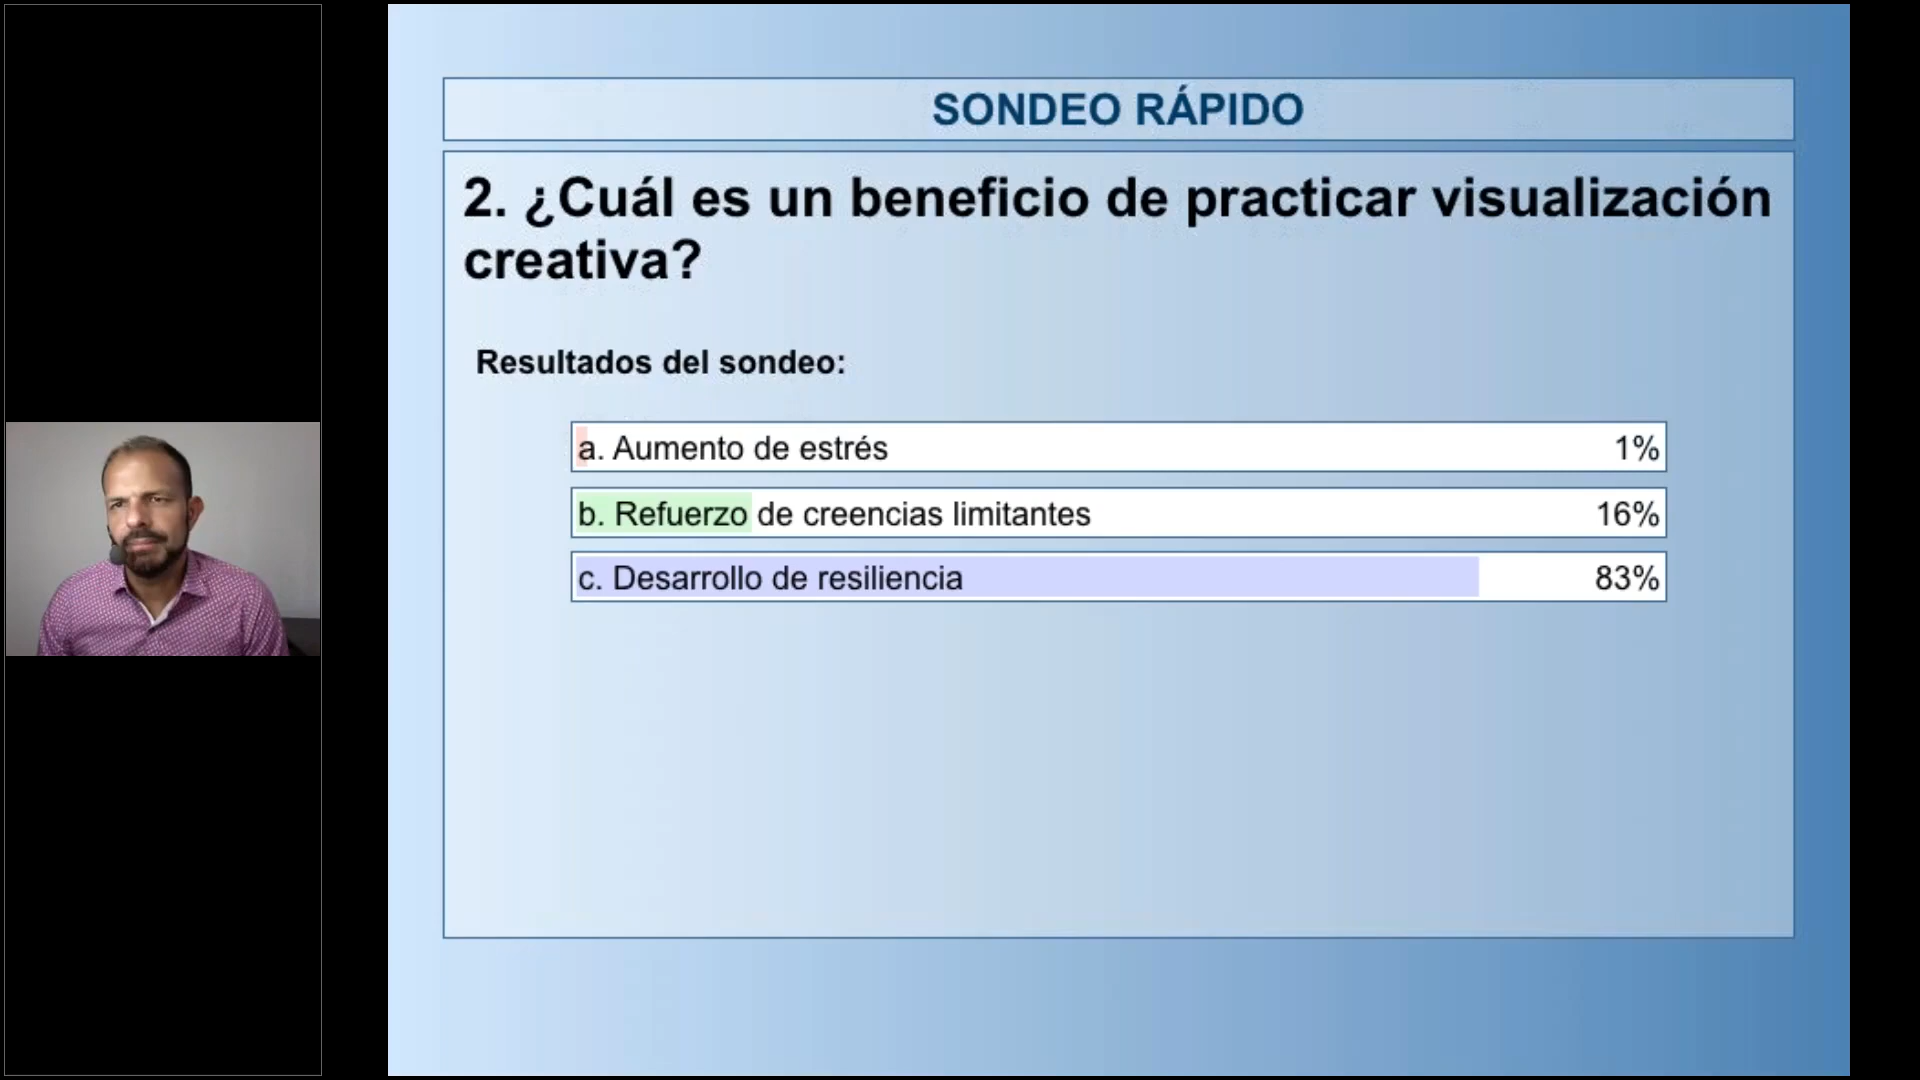 SONDEO RÁPIDO
2. ¿Cuál es un beneficio de practicar visualización
creativa?
Resultados del sondeo:
a. Aumento de estrés 1%
b. Refuerzo de creencias limitantes 16%
c. Desarrollo de resiliencia 83%